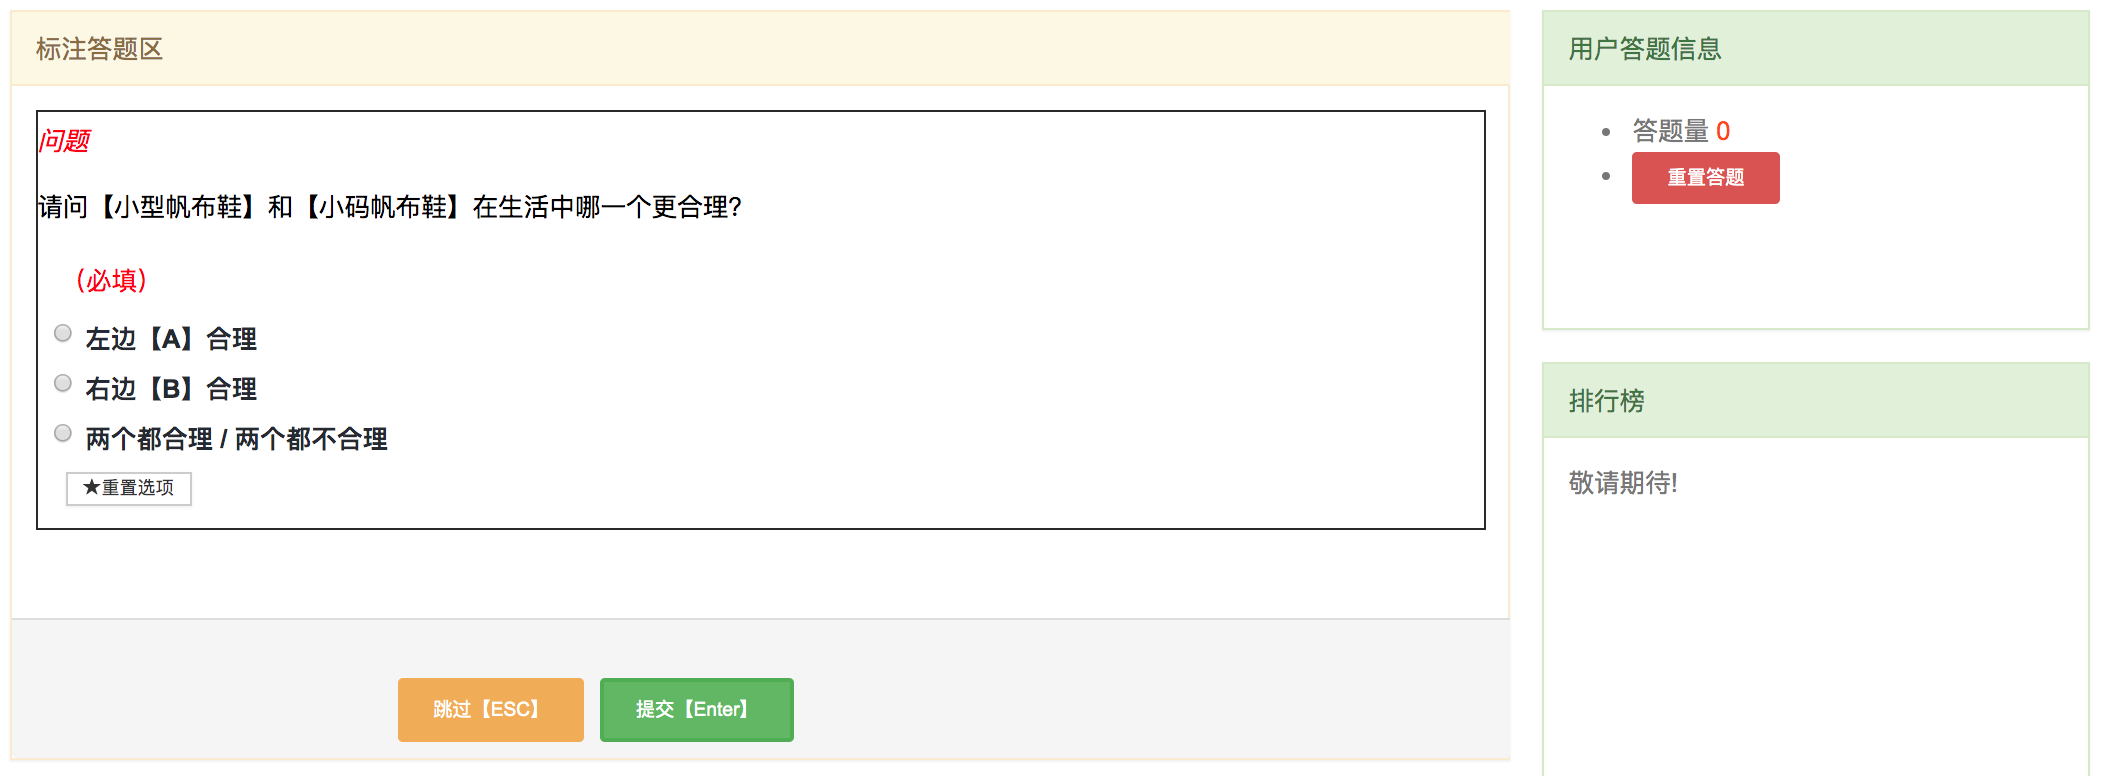 标注答题区
问题
请问【小型帆布鞋】和【小码帆布鞋】在生活中哪一个更合理?
（必填）
左边【A】合理
右边【B】合理
两个都合理 / 两个都不合理
★重置选项
跳过【ESC】
提交【Enter】
用户答题信息
答题量 0
重置答题
排行榜
敬请期待!